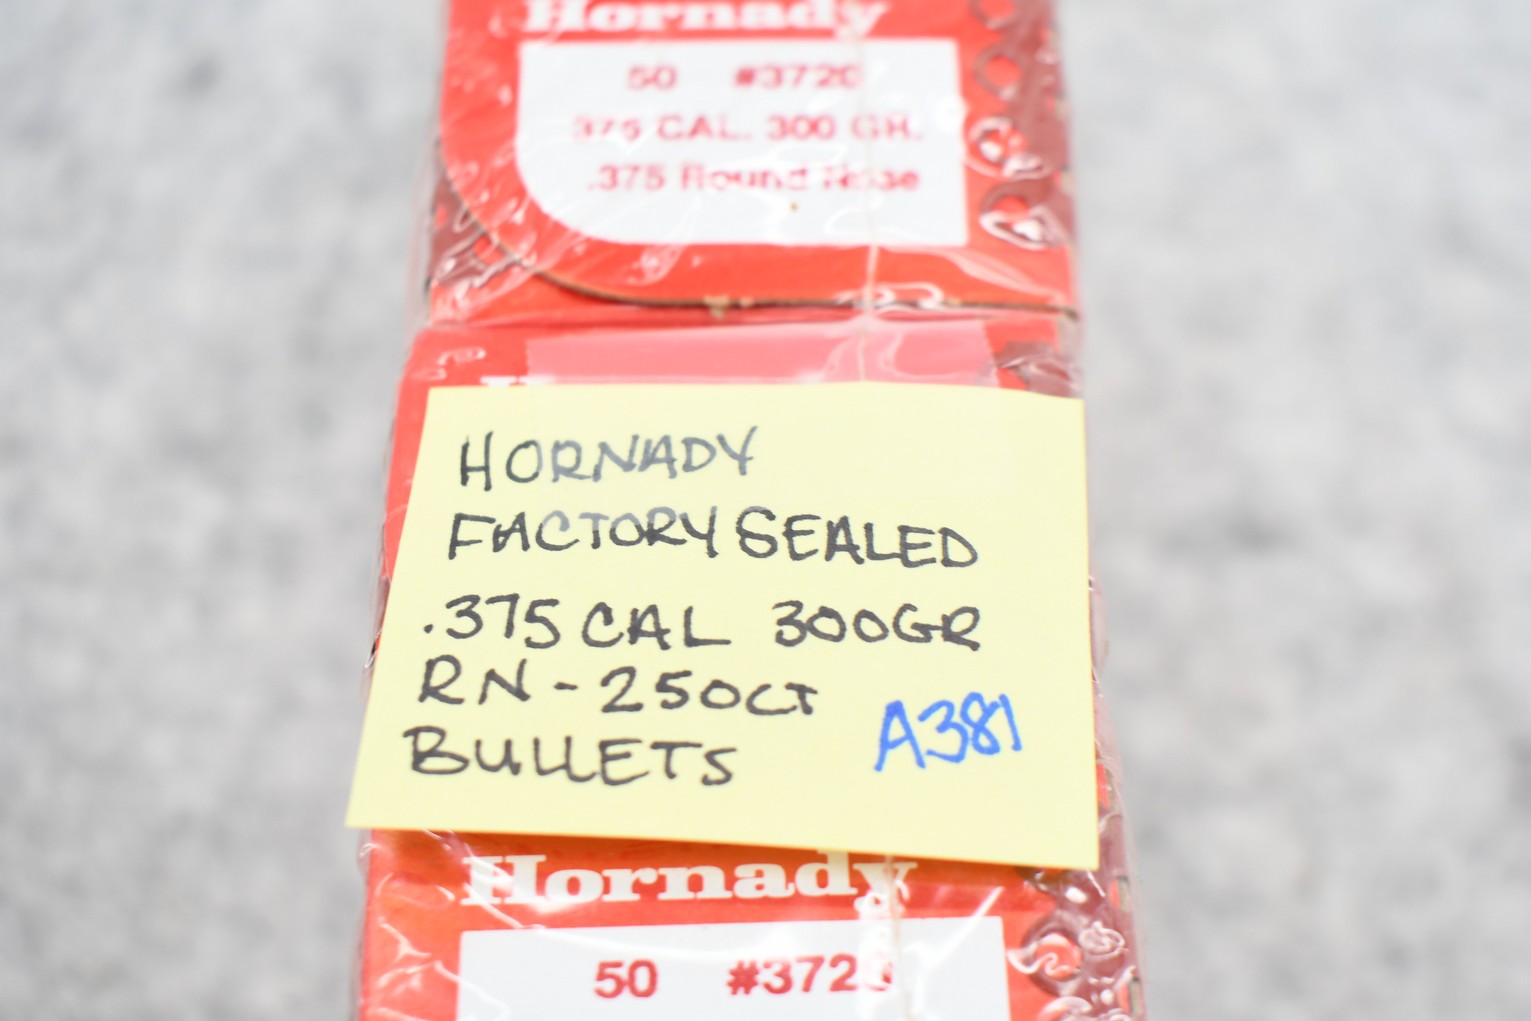 Hornady
50 #3720
375 CAL. 300 GR.
.375 Round Nose
HORNADY
FACTORY SEALED
.375 CAL 300GR
RN - 250CT
BULLETS
A381
Hornady
50 #3720